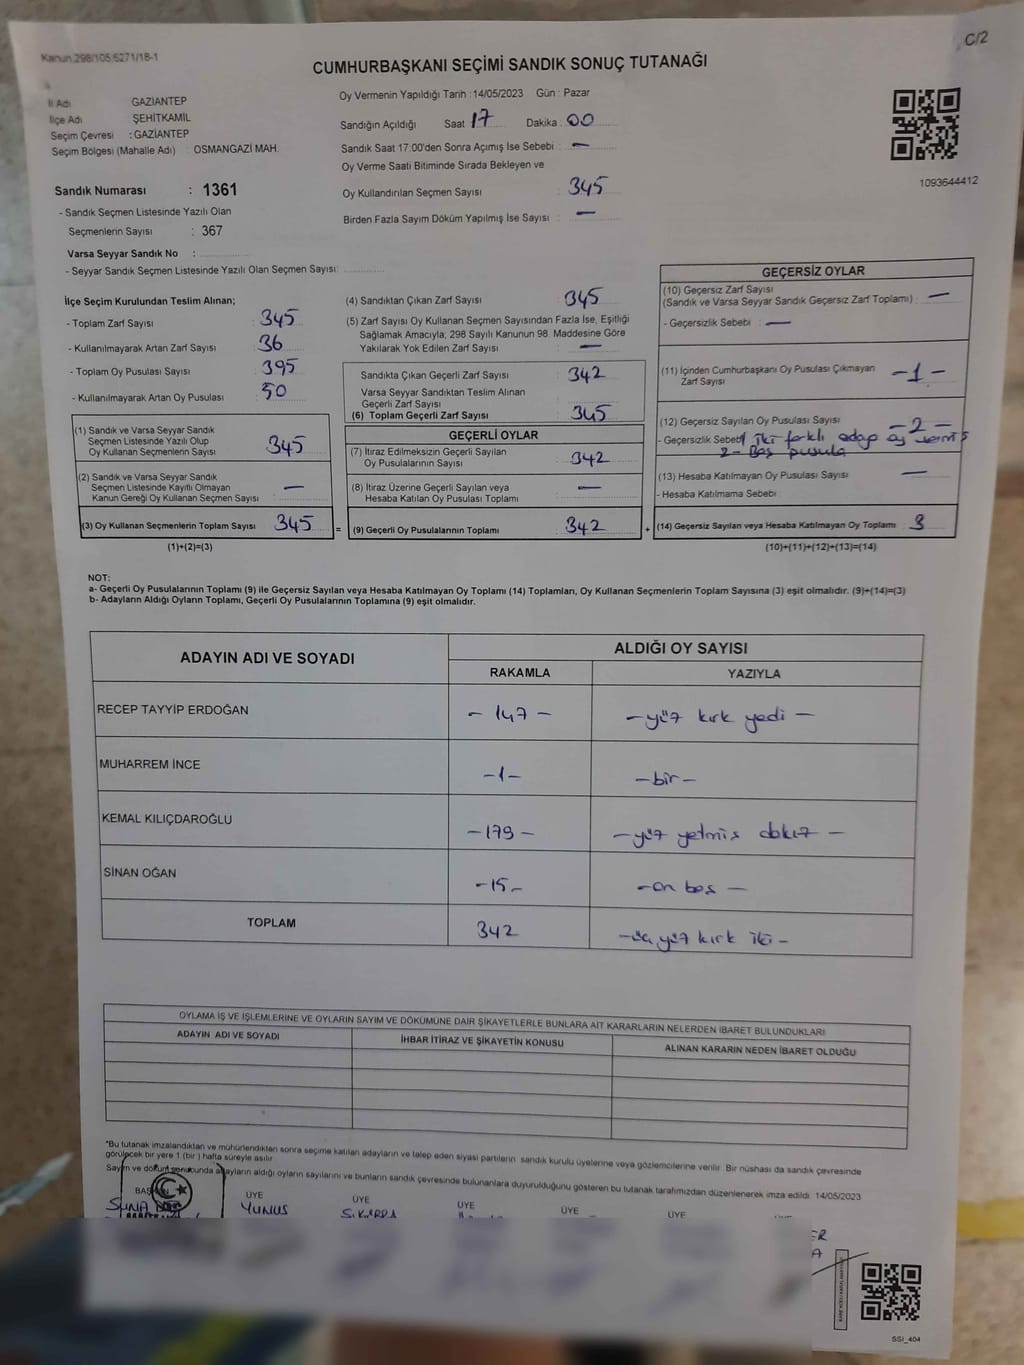 Kanun.298/105.6271/18-1
C/2
CUMHURBAŞKANI SEÇİMİ SANDIK SONUÇ TUTANAĞI
İl Adı GAZİANTEP
İlçe Adı ŞEHİTKAMİL
Seçim Çevresi : GAZİANTEP
Seçim Bölgesi (Mahalle Adı) : OSMANGAZİ MAH.
Oy Vermenin Yapıldığı Tarih : 14/05/2023 Gün : Pazar
Sandığın Açıldığı Saat 17 Dakika : 00
Sandık Saat 17:00'den Sonra Açımış İse Sebebi : —
Oy Verme Saati Bitiminde Sırada Bekleyen ve
Oy Kullandırılan Seçmen Sayısı 345
Birden Fazla Sayım Döküm Yapılmış İse Sayısı : —
1093644412
Sandık Numarası : 1361
- Sandık Seçmen Listesinde Yazılı Olan
Seçmenlerin Sayısı : 367
Varsa Seyyar Sandık No :
- Seyyar Sandık Seçmen Listesinde Yazılı Olan Seçmen Sayısı:
İlçe Seçim Kurulundan Teslim Alınan;
- Toplam Zarf Sayısı : 345
- Kullanılmayarak Artan Zarf Sayısı : 36
- Toplam Oy Pusulası Sayısı : 395
- Kullanılmayarak Artan Oy Pusulası : 50
(1) Sandık ve Varsa Seyyar Sandık
Seçmen Listesinde Yazılı Olup
Oy Kullanan Seçmenlerin Sayısı : 345
(2) Sandık ve Varsa Seyyar Sandık
Seçmen Listesinde Kayıtlı Olmayan
Kanun Gereği Oy Kullanan Seçmen Sayısı : —
(3) Oy Kullanan Seçmenlerin Toplam Sayısı : 345 =
(1)+(2)=(3)
(4) Sandıktan Çıkan Zarf Sayısı : 345
(5) Zarf Sayısı Oy Kullanan Seçmen Sayısından Fazla İse, Eşitliği
Sağlamak Amacıyla; 298 Sayılı Kanunun 98. Maddesine Göre
Yakılarak Yok Edilen Zarf Sayısı : —
Sandıkta Çıkan Geçerli Zarf Sayısı : 342
Varsa Seyyar Sandıktan Teslim Alınan
Geçerli Zarf Sayısı :
(6) Toplam Geçerli Zarf Sayısı : 345
GEÇERLİ OYLAR
(7) İtiraz Edilmeksizin Geçerli Sayılan
Oy Pusulalarının Sayısı : 342
(8) İtiraz Üzerine Geçerli Sayılan veya
Hesaba Katılan Oy Pusulası Toplamı : —
(9) Geçerli Oy Pusulalarının Toplamı : 342 +
GEÇERSİZ OYLAR
(10) Geçersiz Zarf Sayısı
(Sandık ve Varsa Seyyar Sandık Geçersiz Zarf Toplamı) : —
- Geçersizlik Sebebi : —
(11) İçinden Cumhurbaşkanı Oy Pusulası Çıkmayan
Zarf Sayısı : -1-
(12) Geçersiz Sayılan Oy Pusulası Sayısı : -2-
- Geçersizlik Sebebi 1 iki farklı aday oy vermiş
2- Boş pusula
(13) Hesaba Katılmayan Oy Pusulası Sayısı : —
- Hesaba Katılmama Sebebi :
(14) Geçersiz Sayılan veya Hesaba Katılmayan Oy Toplamı : 3
(10)+(11)+(12)+(13)=(14)
NOT:
a- Geçerli Oy Pusulalarının Toplamı (9) ile Geçersiz Sayılan veya Hesaba Katılmayan Oy Toplamı (14) Toplamları, Oy Kullanan Seçmenlerin Toplam Sayısına (3) eşit olmalıdır. (9)+(14)=(3)
b- Adayların Aldığı Oyların Toplamı, Geçerli Oy Pusulalarının Toplamına (9) eşit olmalıdır.
ADAYIN ADI VE SOYADI ALDIĞI OY SAYISI
RAKAMLA YAZIYLA
RECEP TAYYİP ERDOĞAN - 147 - - yüz kırk yedi -
MUHARREM İNCE -1- -bir-
KEMAL KILIÇDAROĞLU -179- -yüz yetmiş dokuz -
SİNAN OĞAN -15- -on beş -
TOPLAM 342 -üç yüz kırk iki-
OYLAMA İŞ VE İŞLEMLERİNE VE OYLARIN SAYIM VE DÖKÜMÜNE DAİR ŞİKAYETLERLE BUNLARA AİT KARARLARIN NELERDEN İBARET BULUNDUKLARI
ADAYIN ADI VE SOYADI İHBAR İTİRAZ VE ŞİKAYETİN KONUSU ALINAN KARARIN NEDEN İBARET OLDUĞU
*Bu tutanak imzalandıktan ve mühürlendikten sonra seçime katılan adayların ve talep eden siyasi partilerin sandık kurulu üyelerine veya gözlemcilerine verilir. Bir nüshası da sandık çevresinde
görülecek bir yere 1 (bir) hafta süreyle asılır.
Sayım ve döküm sonucunda adayların aldığı oyların sayılarını ve bunların sandık çevresinde bulunanlara duyurulduğunu gösteren bu tutanak tarafımızdan düzenlenerek imza edildi. 14/05/2023
ÜYE ÜYE ÜYE ÜYE ÜYE
YUNUS
SSI_404